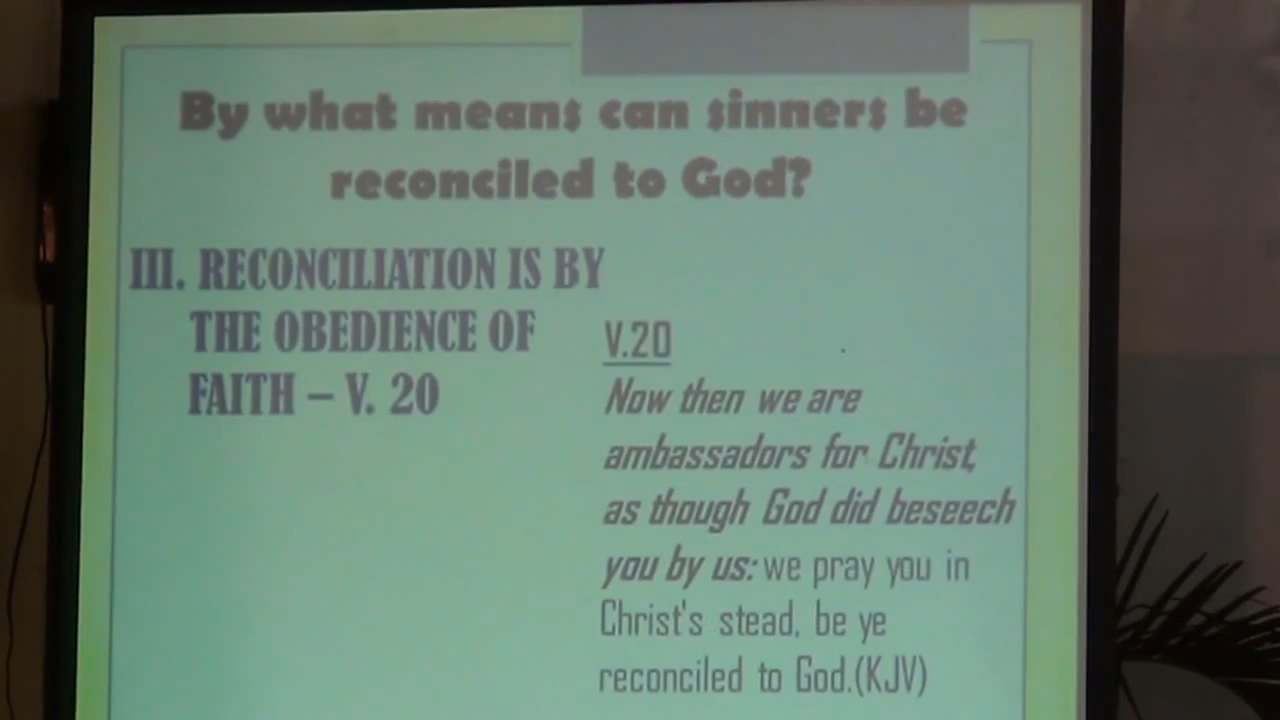 By what means can sinners be
reconciled to God?
III. RECONCILIATION IS BY
THE OBEDIENCE OF
FAITH – V. 20
V.20
Now then we are
ambassadors for Christ,
as though God did beseech
you by us: we pray you in
Christ's stead, be ye
reconciled to God.(KJV)